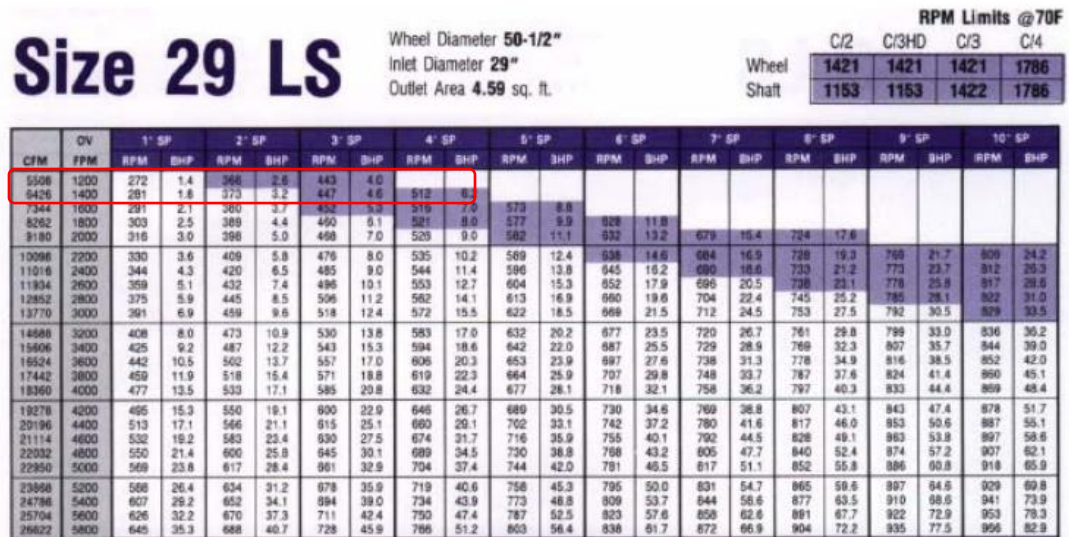 RPM Limits @70F
Size 29 LS
Wheel Diameter 50-1/2"
Inlet Diameter 29"
Outlet Area 4.59 sq. ft.
C/2 C/3HD C/3 C/4
Wheel 1421 1421 1421 1786
Shaft 1153 1153 1422 1786
OV 1" SP 2" SP 3" SP 4" SP 5" SP 6" SP 7" SP 8" SP 9" SP 10" SP
CFM FPM RPM BHP RPM BHP RPM BHP RPM BHP RPM BHP RPM BHP RPM BHP RPM BHP RPM BHP RPM BHP
5508 1200 272 1.4 366 2.6 443 4.0
6426 1400 281 1.8 373 3.2 447 4.6 512
7344 1600 291 2.1 380 3.7 452 5.3 516 7.0 573 8.8
8262 1800 303 2.5 389 4.4 460 6.1 521 8.0 577 9.9 628 11.8
9180 2000 316 3.0 398 5.0 468 7.0 528 9.0 582 11.1 632 13.2 679 15.4 724 17.6
10098 2200 330 3.6 409 5.8 476 8.0 535 10.2 589 12.4 638 14.6 684 16.9 728 19.3 769 21.7 809 24.2
11016 2400 344 4.3 420 6.5 485 9.0 544 11.4 596 13.8 645 16.2 690 18.6 733 21.2 773 23.7 812 26.3
11934 2600 359 5.1 432 7.4 496 10.1 553 12.7 604 15.3 652 17.9 696 20.5 738 23.1 778 25.8 817 28.6
12852 2800 375 5.9 445 8.5 506 11.2 562 14.1 613 16.9 660 19.6 704 22.4 745 25.2 785 28.1 822 31.0
13770 3000 391 6.9 459 9.6 518 12.4 572 15.5 622 18.5 669 21.5 712 24.5 753 27.5 792 30.5 829 33.5
14688 3200 408 8.0 473 10.9 530 13.8 583 17.0 632 20.2 677 23.5 720 26.7 761 29.8 799 33.0 836 36.2
15606 3400 425 9.2 487 12.2 543 15.3 594 18.6 642 22.0 687 25.5 729 28.9 769 32.3 807 35.7 844 39.0
16524 3600 442 10.5 502 13.7 557 17.0 606 20.3 653 23.9 697 27.6 738 31.3 778 34.9 816 38.5 852 42.0
17442 3800 459 11.9 518 15.4 571 18.8 619 22.3 664 25.9 707 29.8 748 33.7 787 37.6 824 41.4 860 45.1
18360 4000 477 13.5 533 17.1 585 20.8 632 24.4 677 28.1 718 32.1 758 36.2 797 40.3 833 44.4 869 48.4
19278 4200 495 15.3 550 19.1 600 22.9 646 26.7 689 30.5 730 34.6 769 38.8 807 43.1 843 47.4 878 51.7
20196 4400 513 17.1 566 21.1 615 25.1 660 29.1 702 33.1 742 37.2 780 41.6 817 46.0 853 50.6 887 55.1
21114 4600 532 19.2 583 23.4 630 27.5 674 31.7 716 35.9 755 40.1 792 44.5 828 49.1 863 53.8 897 58.6
22032 4800 550 21.4 600 25.8 645 30.1 689 34.5 730 38.8 768 43.2 805 47.7 840 52.4 874 57.2 907 62.1
22950 5000 569 23.8 617 28.4 661 32.9 704 37.4 744 42.0 781 46.5 817 51.1 852 55.8 886 60.8 918 65.9
23868 5200 588 26.4 634 31.2 678 35.9 719 40.6 758 45.3 795 50.0 831 54.7 865 59.6 897 64.6 929 69.8
24786 5400 607 29.2 652 34.1 694 39.0 734 43.9 773 48.8 809 53.7 844 58.6 877 63.5 910 68.6 941 73.9
25704 5600 626 32.2 670 37.3 711 42.4 750 47.4 787 52.5 823 57.6 858 62.6 891 67.7 922 72.9 953 78.3
26622 5800 645 35.3 688 40.7 728 45.9 766 51.2 803 56.4 838 61.7 872 66.9 904 72.2 935 77.5 966 82.9